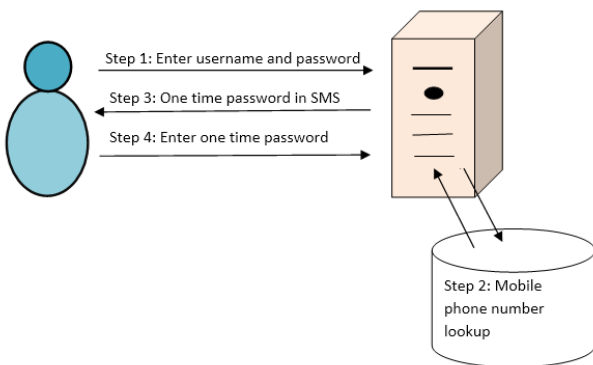 Step 1: Enter username and password
Step 3: One time password in SMS
Step 4: Enter one time password
Step 2: Mobile
phone number
lookup